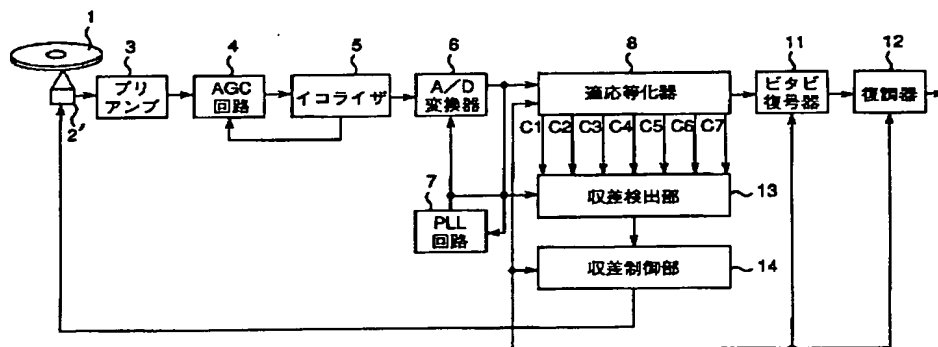 1
2'
3
プリ
アンプ
4
AGC
回路
5
イコライザ
6
A/D
変換器
7
PLL
回路
8
適応等化器
C1 C2 C3 C4 C5 C6 C7
11
ビタビ
復号器
12
復調器
収差検出部
13
収差制御部
14